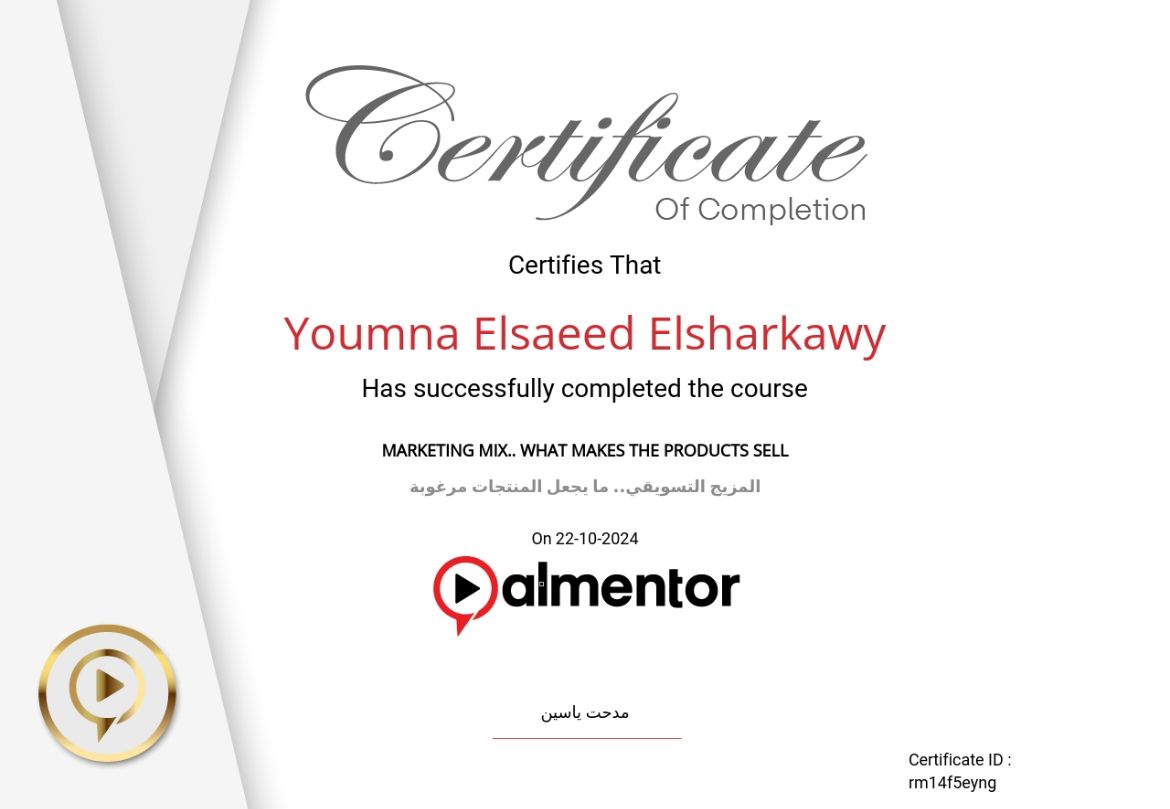 Certificate
Of Completion
Certifies That
Youmna Elsaeed Elsharkawy
Has successfully completed the course
MARKETING MIX.. WHAT MAKES THE PRODUCTS SELL
المزيج التسويقي.. ما يجعل المنتجات مرغوبة
On 22-10-2024
almentor
مدحت ياسين
Certificate ID :
rm14f5eyng